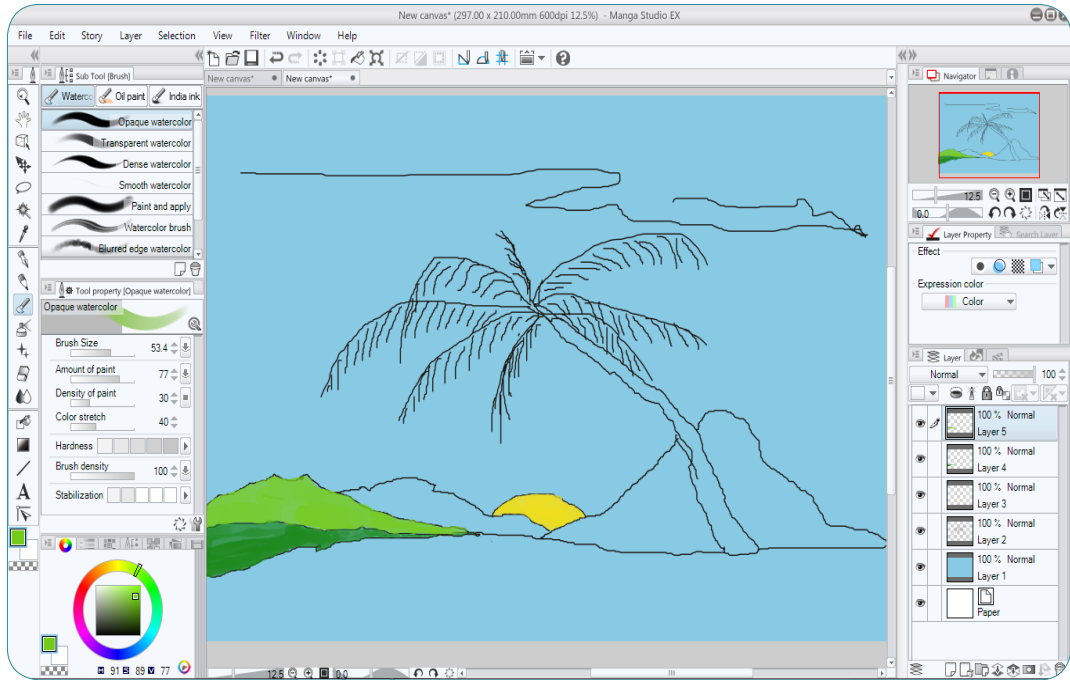 New canvas* (297.00 x 210.00mm 600dpi 12.5%) - Manga Studio EX
File Edit Story Layer Selection View Filter Window Help
Sub Tool [Brush]
New canvas*
New canvas*
Navigator
Waterco
Oil paint
India ink
Opaque watercolor
Transparent watercolor
Dense watercolor
Smooth watercolor
Paint and apply
Watercolor brush
Blurred edge watercolor
12.5
0.0
Layer Property
Search Layer
Effect
Expression color
Color
Tool property [Opaque watercolor]
Opaque watercolor
Brush Size 53.4
Amount of paint 77
Density of paint 30
Color stretch 40
Hardness
Brush density 100
Stabilization
Layer
Normal 100
100 % Normal
Layer 5
100 % Normal
Layer 4
100 % Normal
Layer 3
100 % Normal
Layer 2
100 % Normal
Layer 1
Paper
A
H 91 S 89 V 77
12.5 0.0